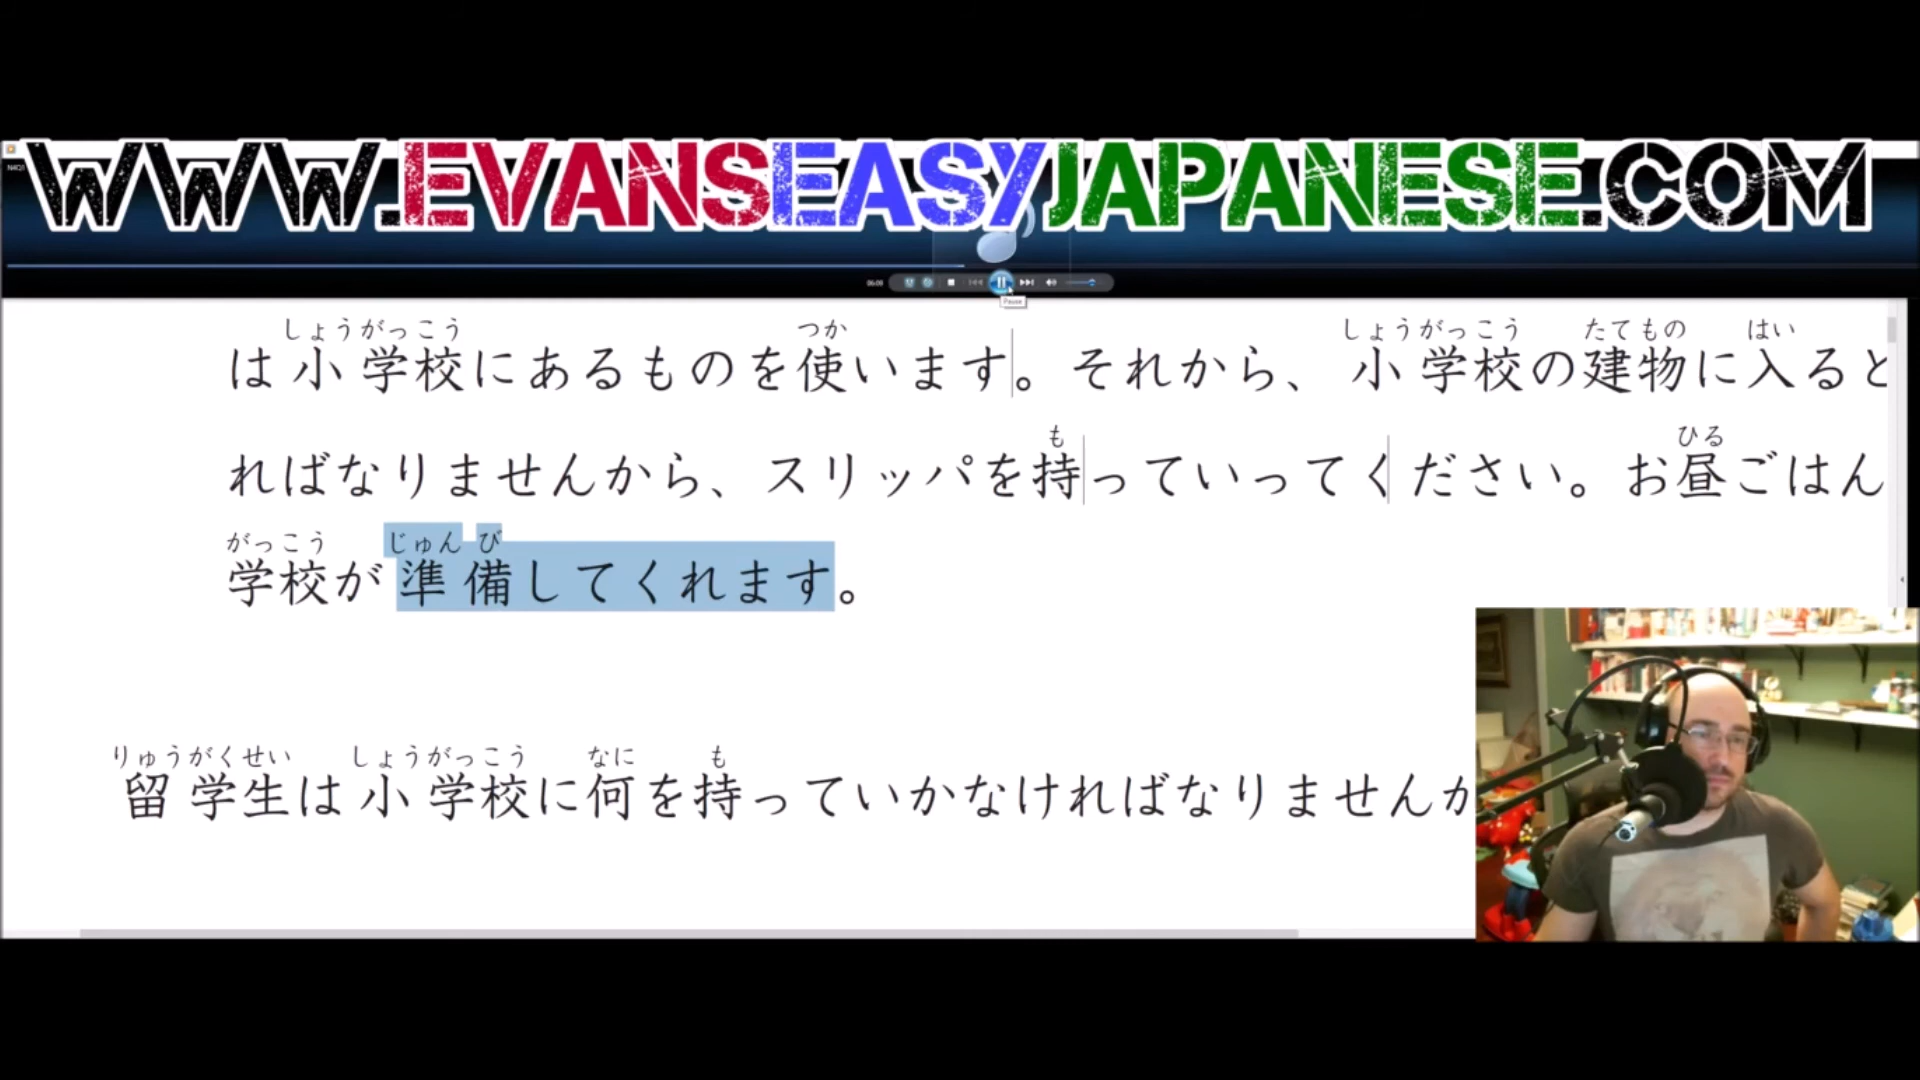 WWW.EVANSEASYJAPANESE.COM
06:09
Pause
しょうがっこう つか しょうがっこう たてもの はい
は小学校にあるものを使います。それから、小学校の建物に入ると
も ひる
ればなりませんから、スリッパを持っていってください。お昼ごはん
がっこう じゅんび
学校が準備してくれます。
りゅうがくせい しょうがっこう なに も
留学生は小学校に何を持っていかなければなりませんか